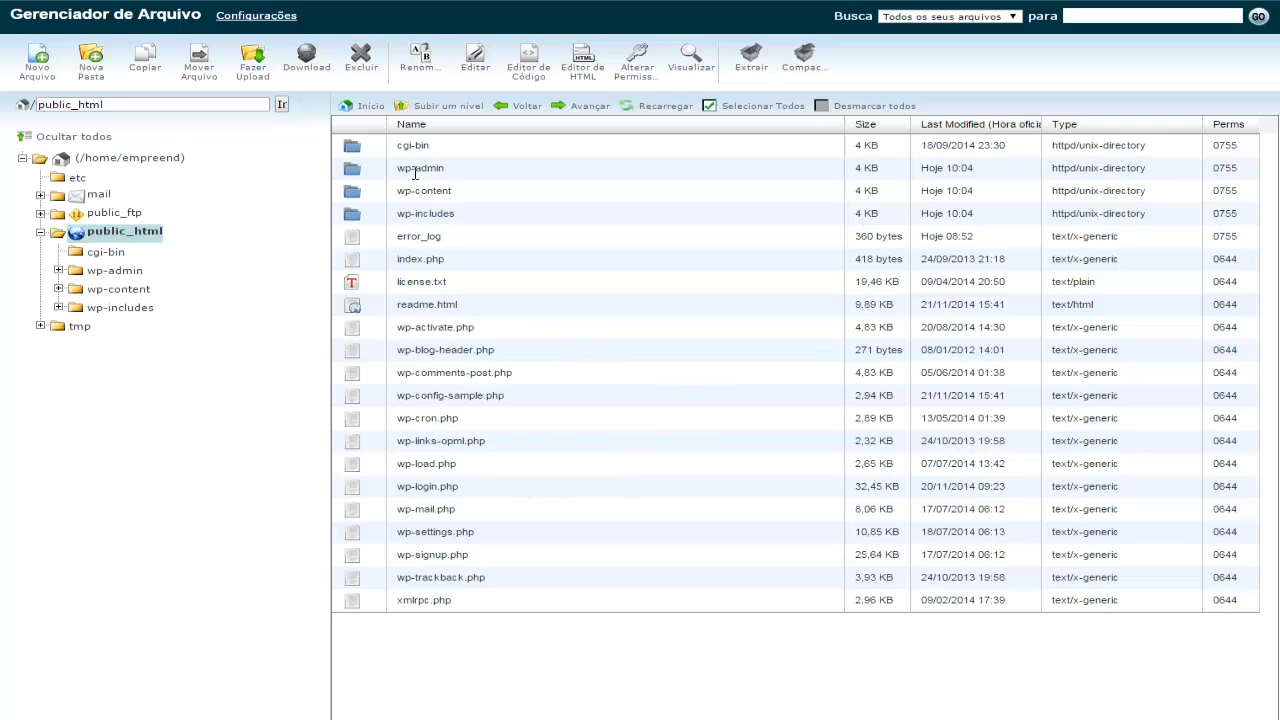 Gerenciador de Arquivo Configurações Busca Todos os seus arquivos para GO
Novo Arquivo Nova Pasta Copiar Mover Arquivo Fazer Upload Download Excluir Renom... Editar Editor de Código Editor de HTML Alterar Permiss... Visualizar Extrair Compac...
/ public_html Ir
Início Subir um nível Voltar Avançar Recarregar Selecionar Todos Desmarcar todos
Ocultar todos
(/home/empreend)
etc
mail
public_ftp
public_html
cgi-bin
wp-admin
wp-content
wp-includes
tmp
Name Size Last Modified (Hora oficia Type Perms
cgi-bin 4 KB 18/09/2014 23:30 httpd/unix-directory 0755
wp-admin 4 KB Hoje 10:04 httpd/unix-directory 0755
wp-content 4 KB Hoje 10:04 httpd/unix-directory 0755
wp-includes 4 KB Hoje 10:04 httpd/unix-directory 0755
error_log 360 bytes Hoje 08:52 text/x-generic 0755
index.php 418 bytes 24/09/2013 21:18 text/x-generic 0644
license.txt 19,46 KB 09/04/2014 20:50 text/plain 0644
readme.html 9,89 KB 21/11/2014 15:41 text/html 0644
wp-activate.php 4,83 KB 20/08/2014 14:30 text/x-generic 0644
wp-blog-header.php 271 bytes 08/01/2012 14:01 text/x-generic 0644
wp-comments-post.php 4,83 KB 05/06/2014 01:38 text/x-generic 0644
wp-config-sample.php 2,94 KB 21/11/2014 15:41 text/x-generic 0644
wp-cron.php 2,89 KB 13/05/2014 01:39 text/x-generic 0644
wp-links-opml.php 2,32 KB 24/10/2013 19:58 text/x-generic 0644
wp-load.php 2,65 KB 07/07/2014 13:42 text/x-generic 0644
wp-login.php 32,45 KB 20/11/2014 09:23 text/x-generic 0644
wp-mail.php 8,06 KB 17/07/2014 06:12 text/x-generic 0644
wp-settings.php 10,85 KB 18/07/2014 06:13 text/x-generic 0644
wp-signup.php 25,64 KB 17/07/2014 06:12 text/x-generic 0644
wp-trackback.php 3,93 KB 24/10/2013 19:58 text/x-generic 0644
xmlrpc.php 2,96 KB 09/02/2014 17:39 text/x-generic 0644